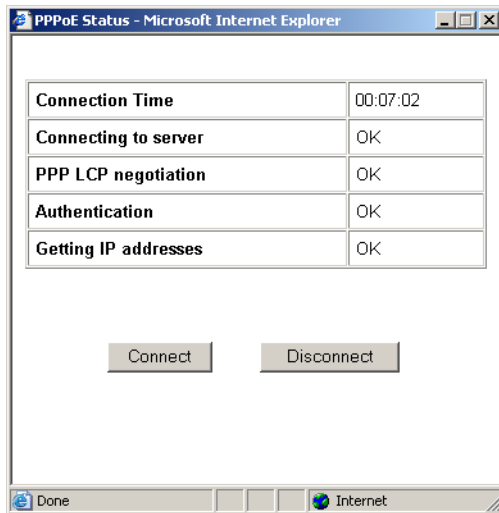 PPPoE Status - Microsoft Internet Explorer
Connection Time 00:07:02
Connecting to server OK
PPP LCP negotiation OK
Authentication OK
Getting IP addresses OK
Connect Disconnect
Done Internet